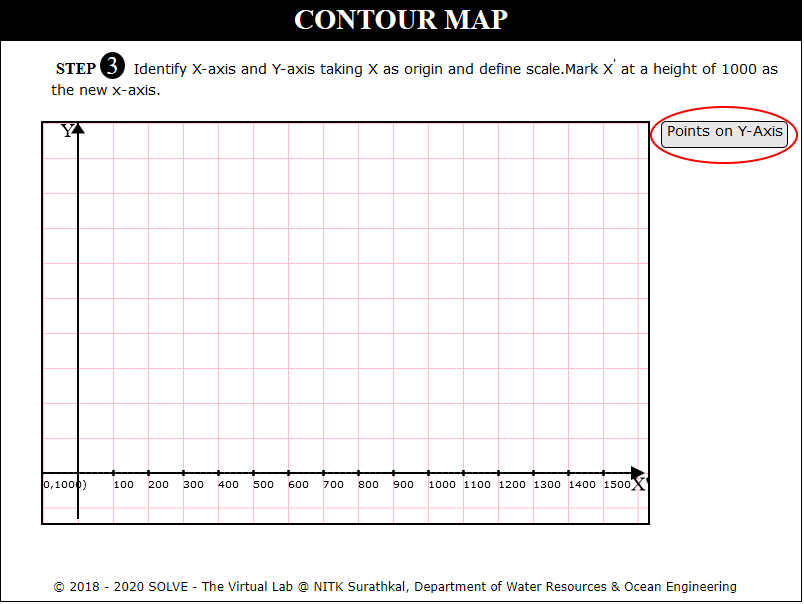 CONTOUR MAP
STEP 3 Identify X-axis and Y-axis taking X as origin and define scale.Mark X' at a height of 1000 as
the new x-axis.
Y
Points on Y-Axis
0,1000) 100 200 300 400 500 600 700 800 900 1000 1100 1200 1300 1400 1500 X'
© 2018 - 2020 SOLVE - The Virtual Lab @ NITK Surathkal, Department of Water Resources & Ocean Engineering